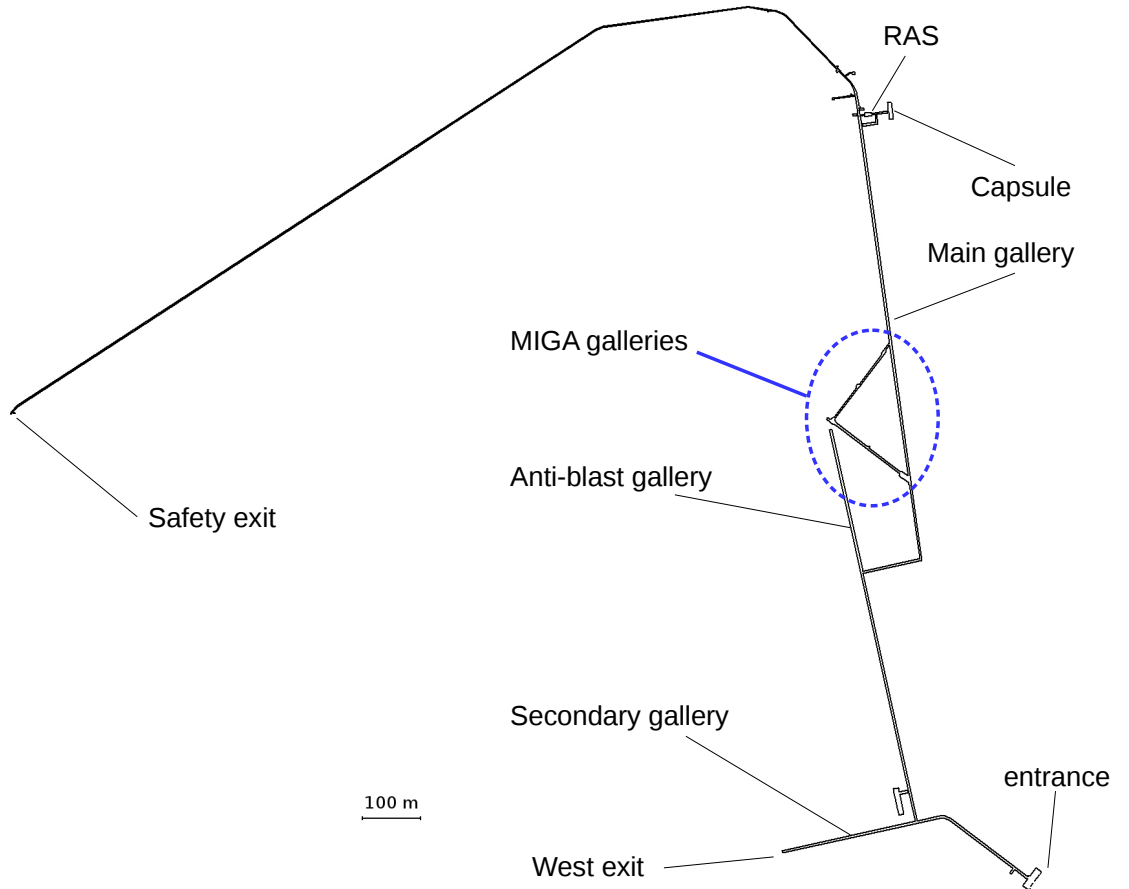 RAS
Capsule
Main gallery
MIGA galleries
Anti-blast gallery
Safety exit
Secondary gallery
entrance
100 m
West exit